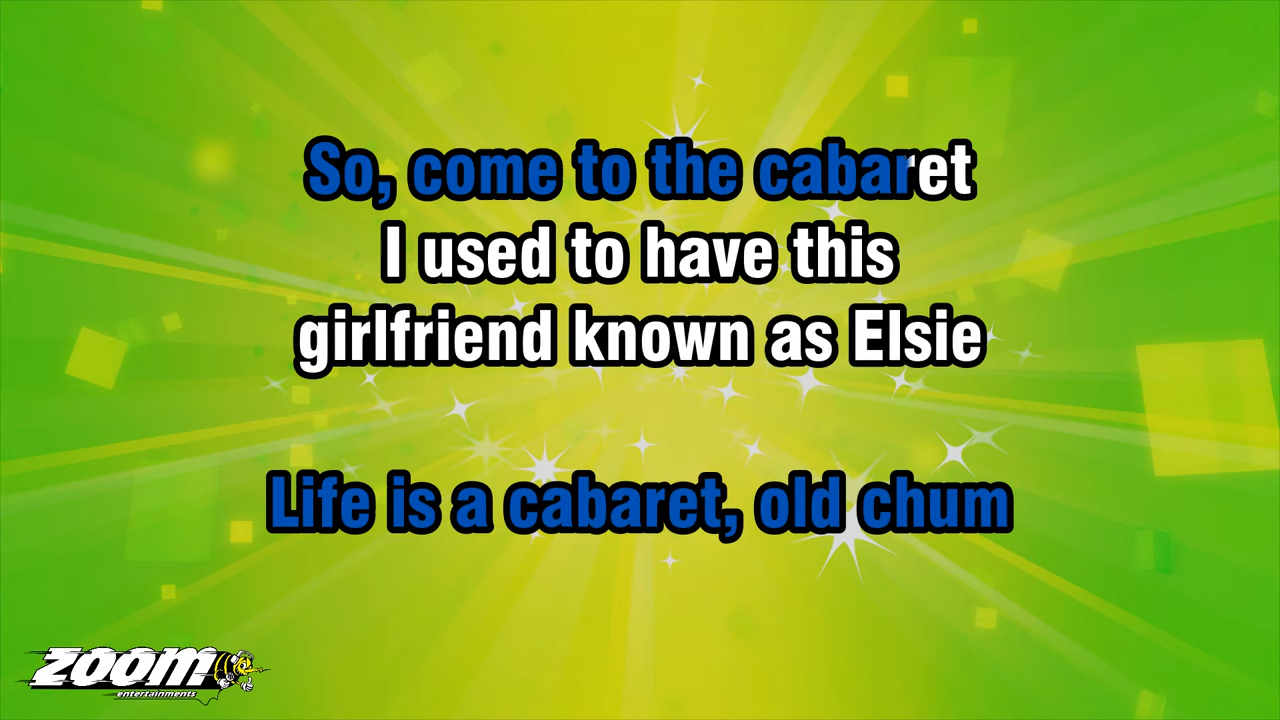 So, come to the cabaret
I used to have this
girlfriend known as Elsie
Life is a cabaret, old chum
zoom
entertainments